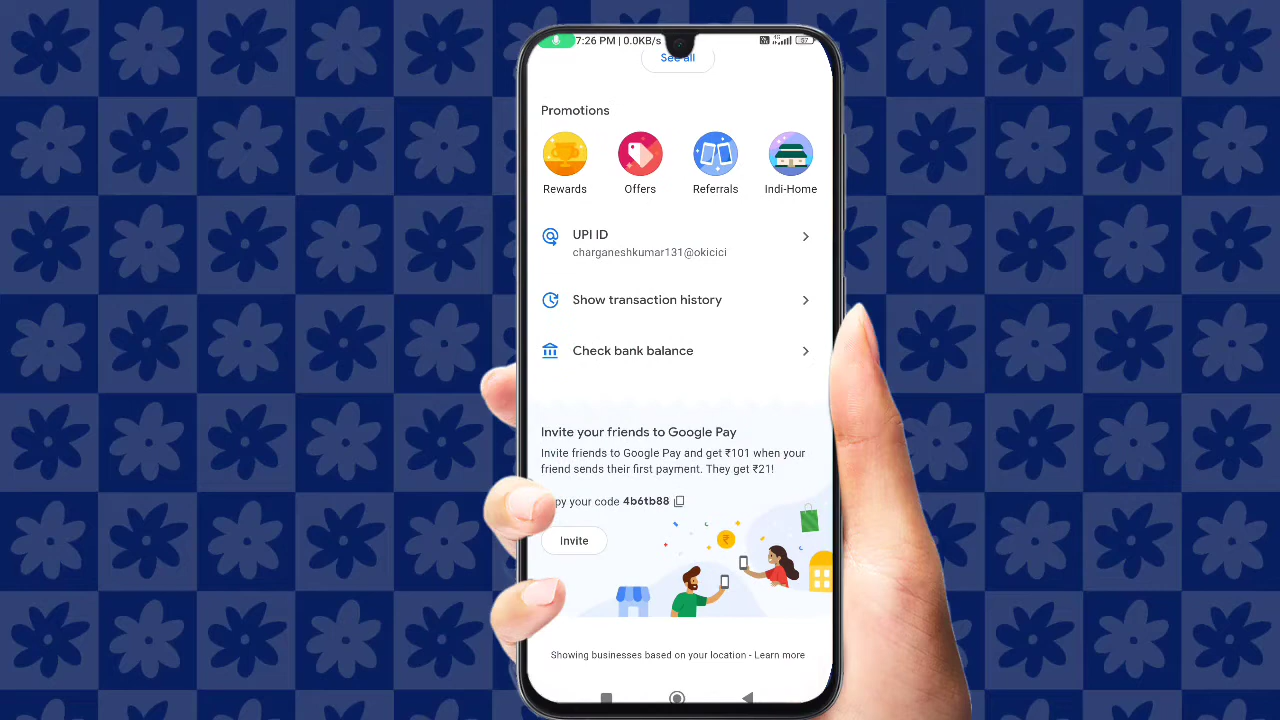 7:26 PM | 0.0KB/s
57
See all
Promotions
Rewards
Offers
Referrals
Indi-Home
UPI ID
charganeshkumar131@okicici
Show transaction history
Check bank balance
Invite your friends to Google Pay
Invite friends to Google Pay and get ₹101 when your
friend sends their first payment. They get ₹21!
py your code 4b6tb88
Invite
Showing businesses based on your location - Learn more